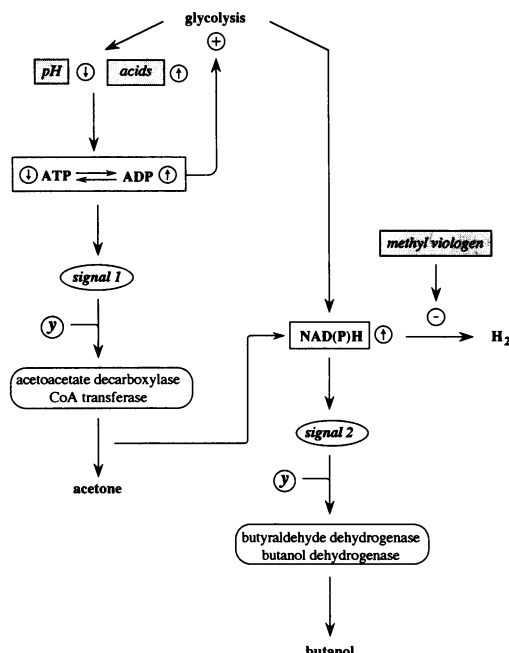 glycolysis
+
pH ↓ acids ↑
↓ ATP ⇌ ADP ↑
methyl viologen
signal 1
−
y
NAD(P)H ↑ H2
acetoacetate decarboxylase
CoA transferase
signal 2
acetone
y
butyraldehyde dehydrogenase
butanol dehydrogenase
butanol